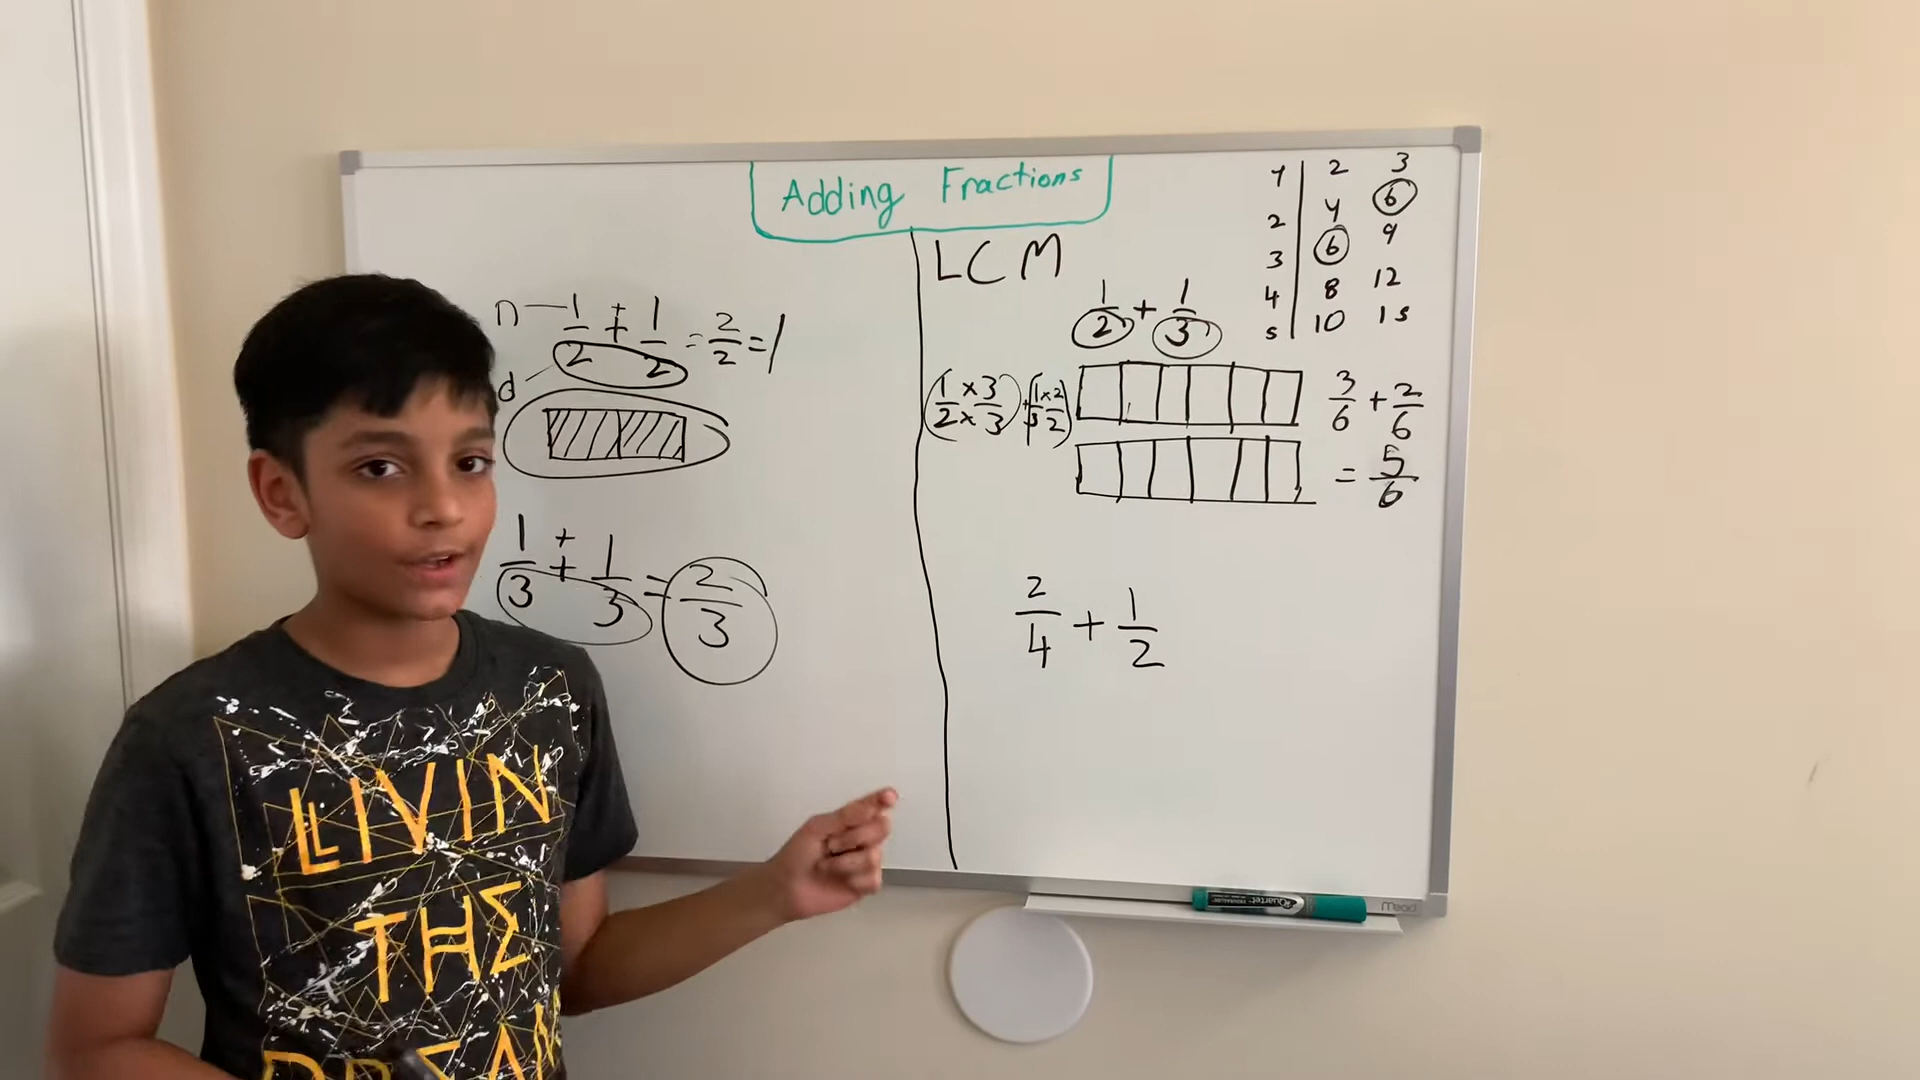 Adding Fractions
n 1/2 + 1/2 = 2/2 = 1
d
1/3 + 1/3 = 2/3
LCM
1/2 + 1/3
(1/2 × 3/3) + (1/3 × 2/2)
3/6 + 2/6
= 5/6
2/4 + 1/2
1 | 2 3
2 | 4 6
3 | 6 9
4 | 8 12
5 | 10 15
LIVIN
THE
DREAM
Quartet
Mead